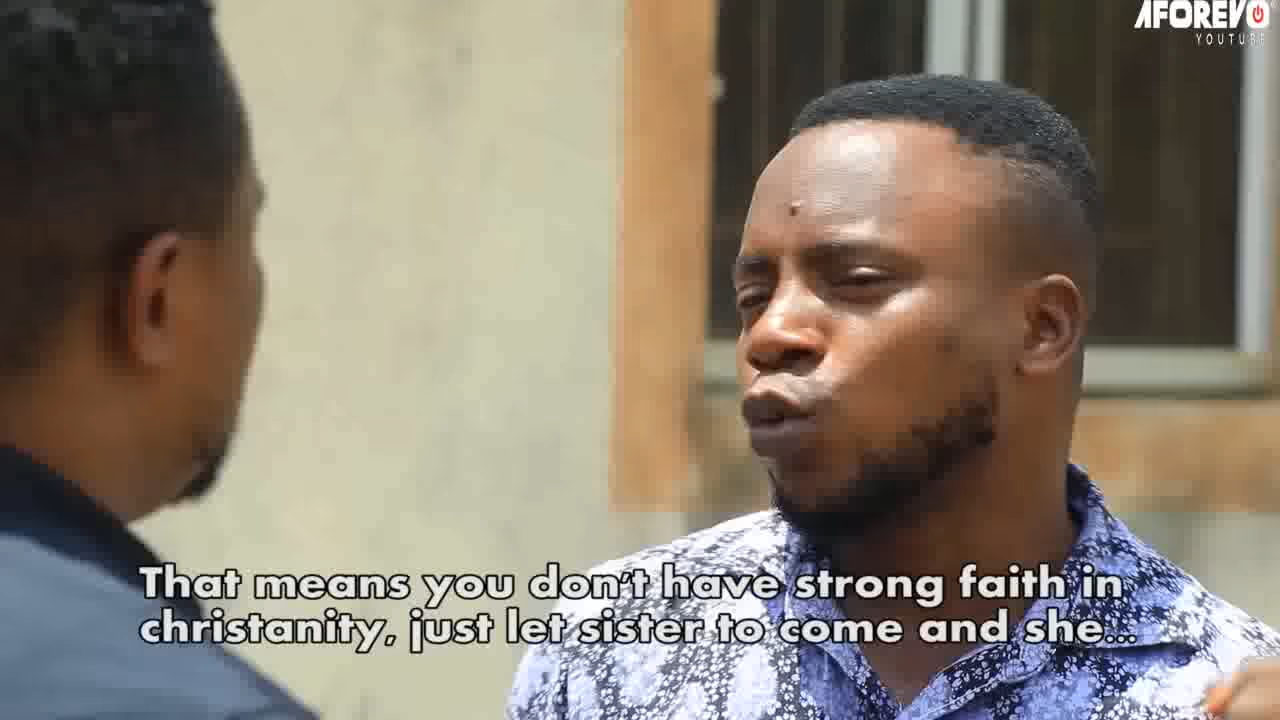 AFOREVO
YOUTUBE
That means you don't have strong faith in
christanity, just let sister to come and she...